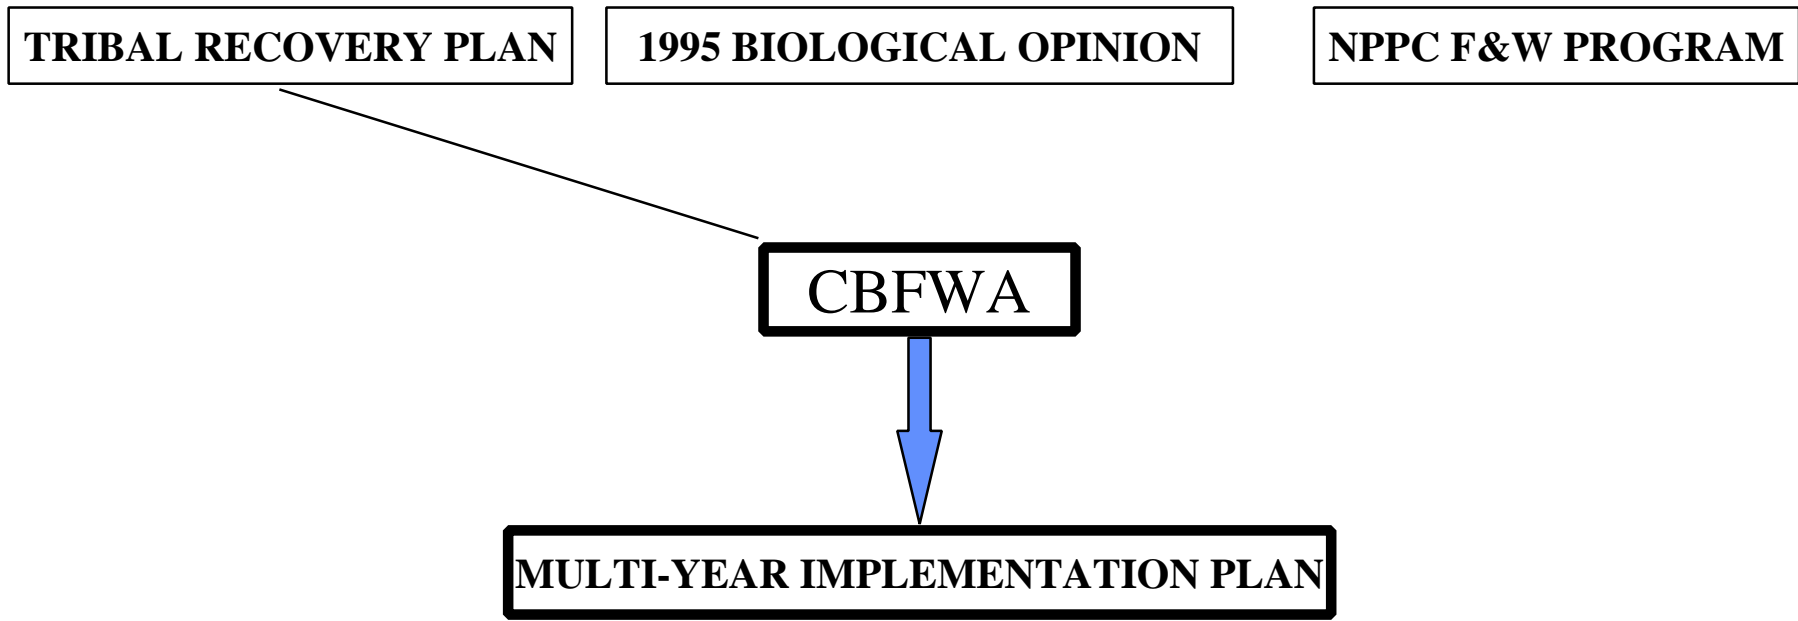 TRIBAL RECOVERY PLAN
1995 BIOLOGICAL OPINION
NPPC F&W PROGRAM
CBFWA
MULTI-YEAR IMPLEMENTATION PLAN